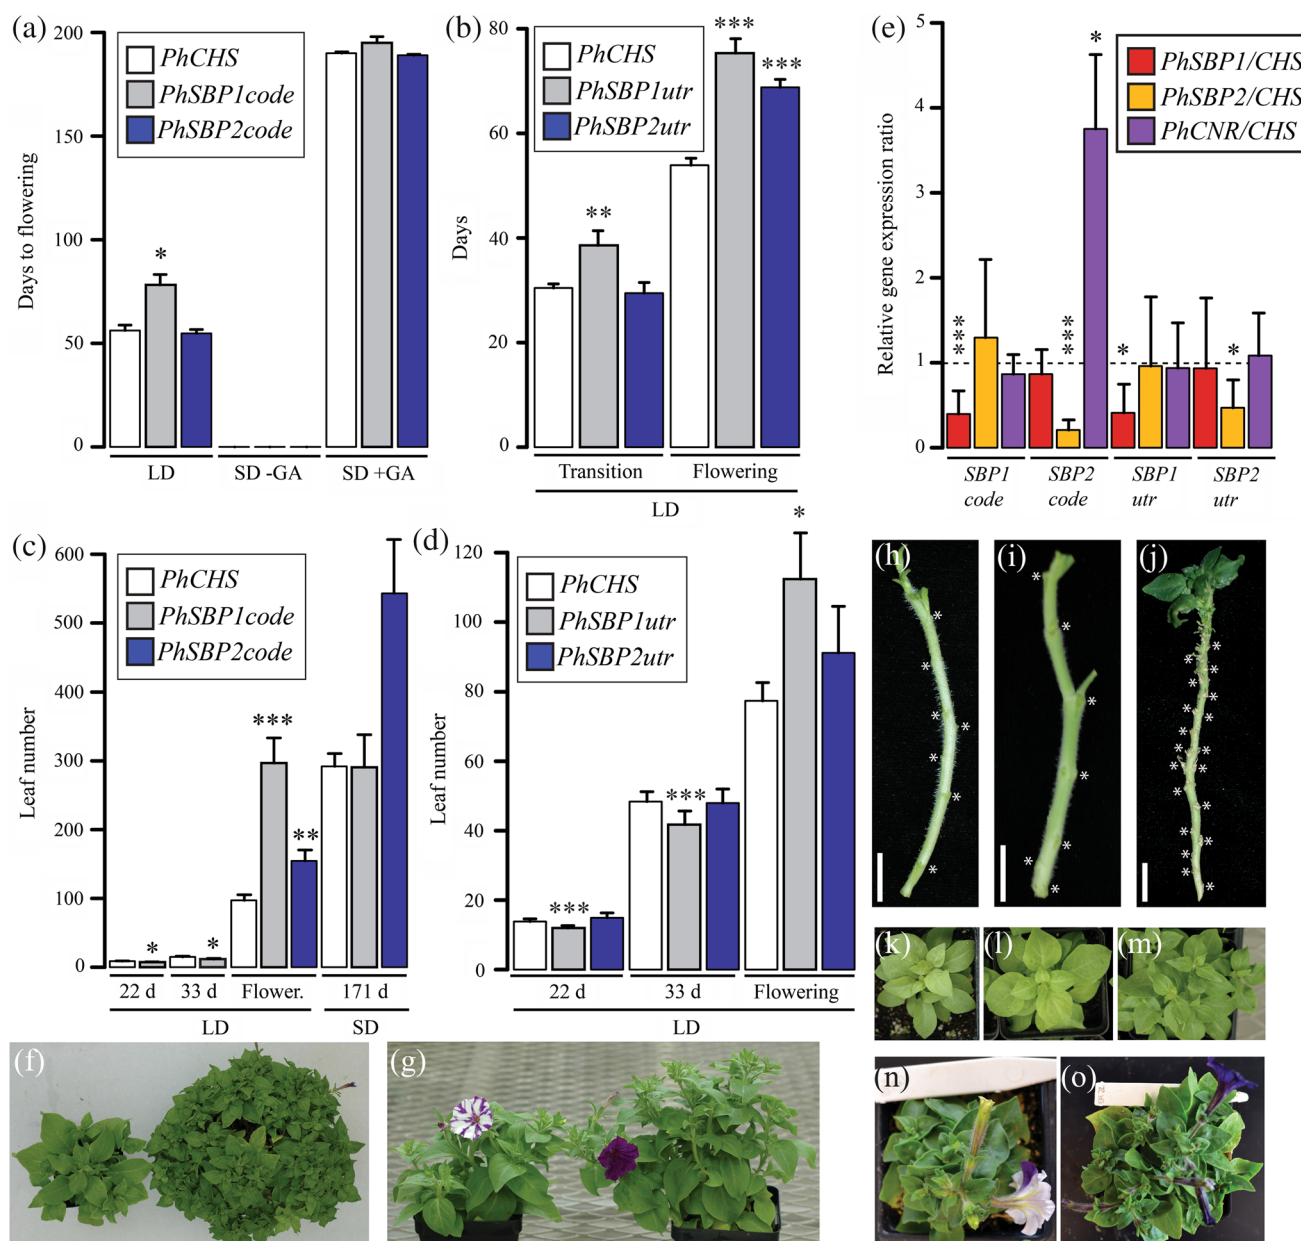 (a)
200
150
100
50
0
Days to flowering
PhCHS
PhSBP1code
PhSBP2code
*
LD
SD -GA
SD +GA
(b)
80
60
40
20
0
Days
PhCHS
PhSBP1utr
PhSBP2utr
**
***
***
Transition
Flowering
LD
(e)
5
4
3
2
1
0
Relative gene expression ratio
PhSBP1/CHS
PhSBP2/CHS
PhCNR/CHS
***
***
*
*
*
SBP1 code
SBP2 code
SBP1 utr
SBP2 utr
(c)
600
500
400
300
200
100
0
Leaf number
PhCHS
PhSBP1code
PhSBP2code
*
*
***
**
22 d
33 d
Flower.
171 d
LD
SD
(d)
120
100
80
60
40
20
0
Leaf number
PhCHS
PhSBP1utr
PhSBP2utr
***
***
*
22 d
33 d
Flowering
LD
(h)
(i)
(j)
(k)
(l)
(m)
(f)
(g)
(n)
(o)